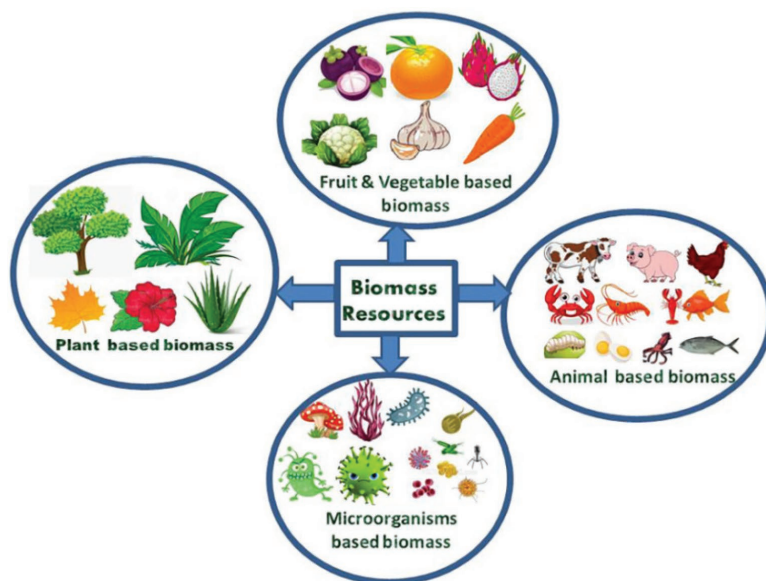 Fruit & Vegetable based
biomass
Biomass
Resources
Plant based biomass
Animal based biomass
Microorganisms
based biomass